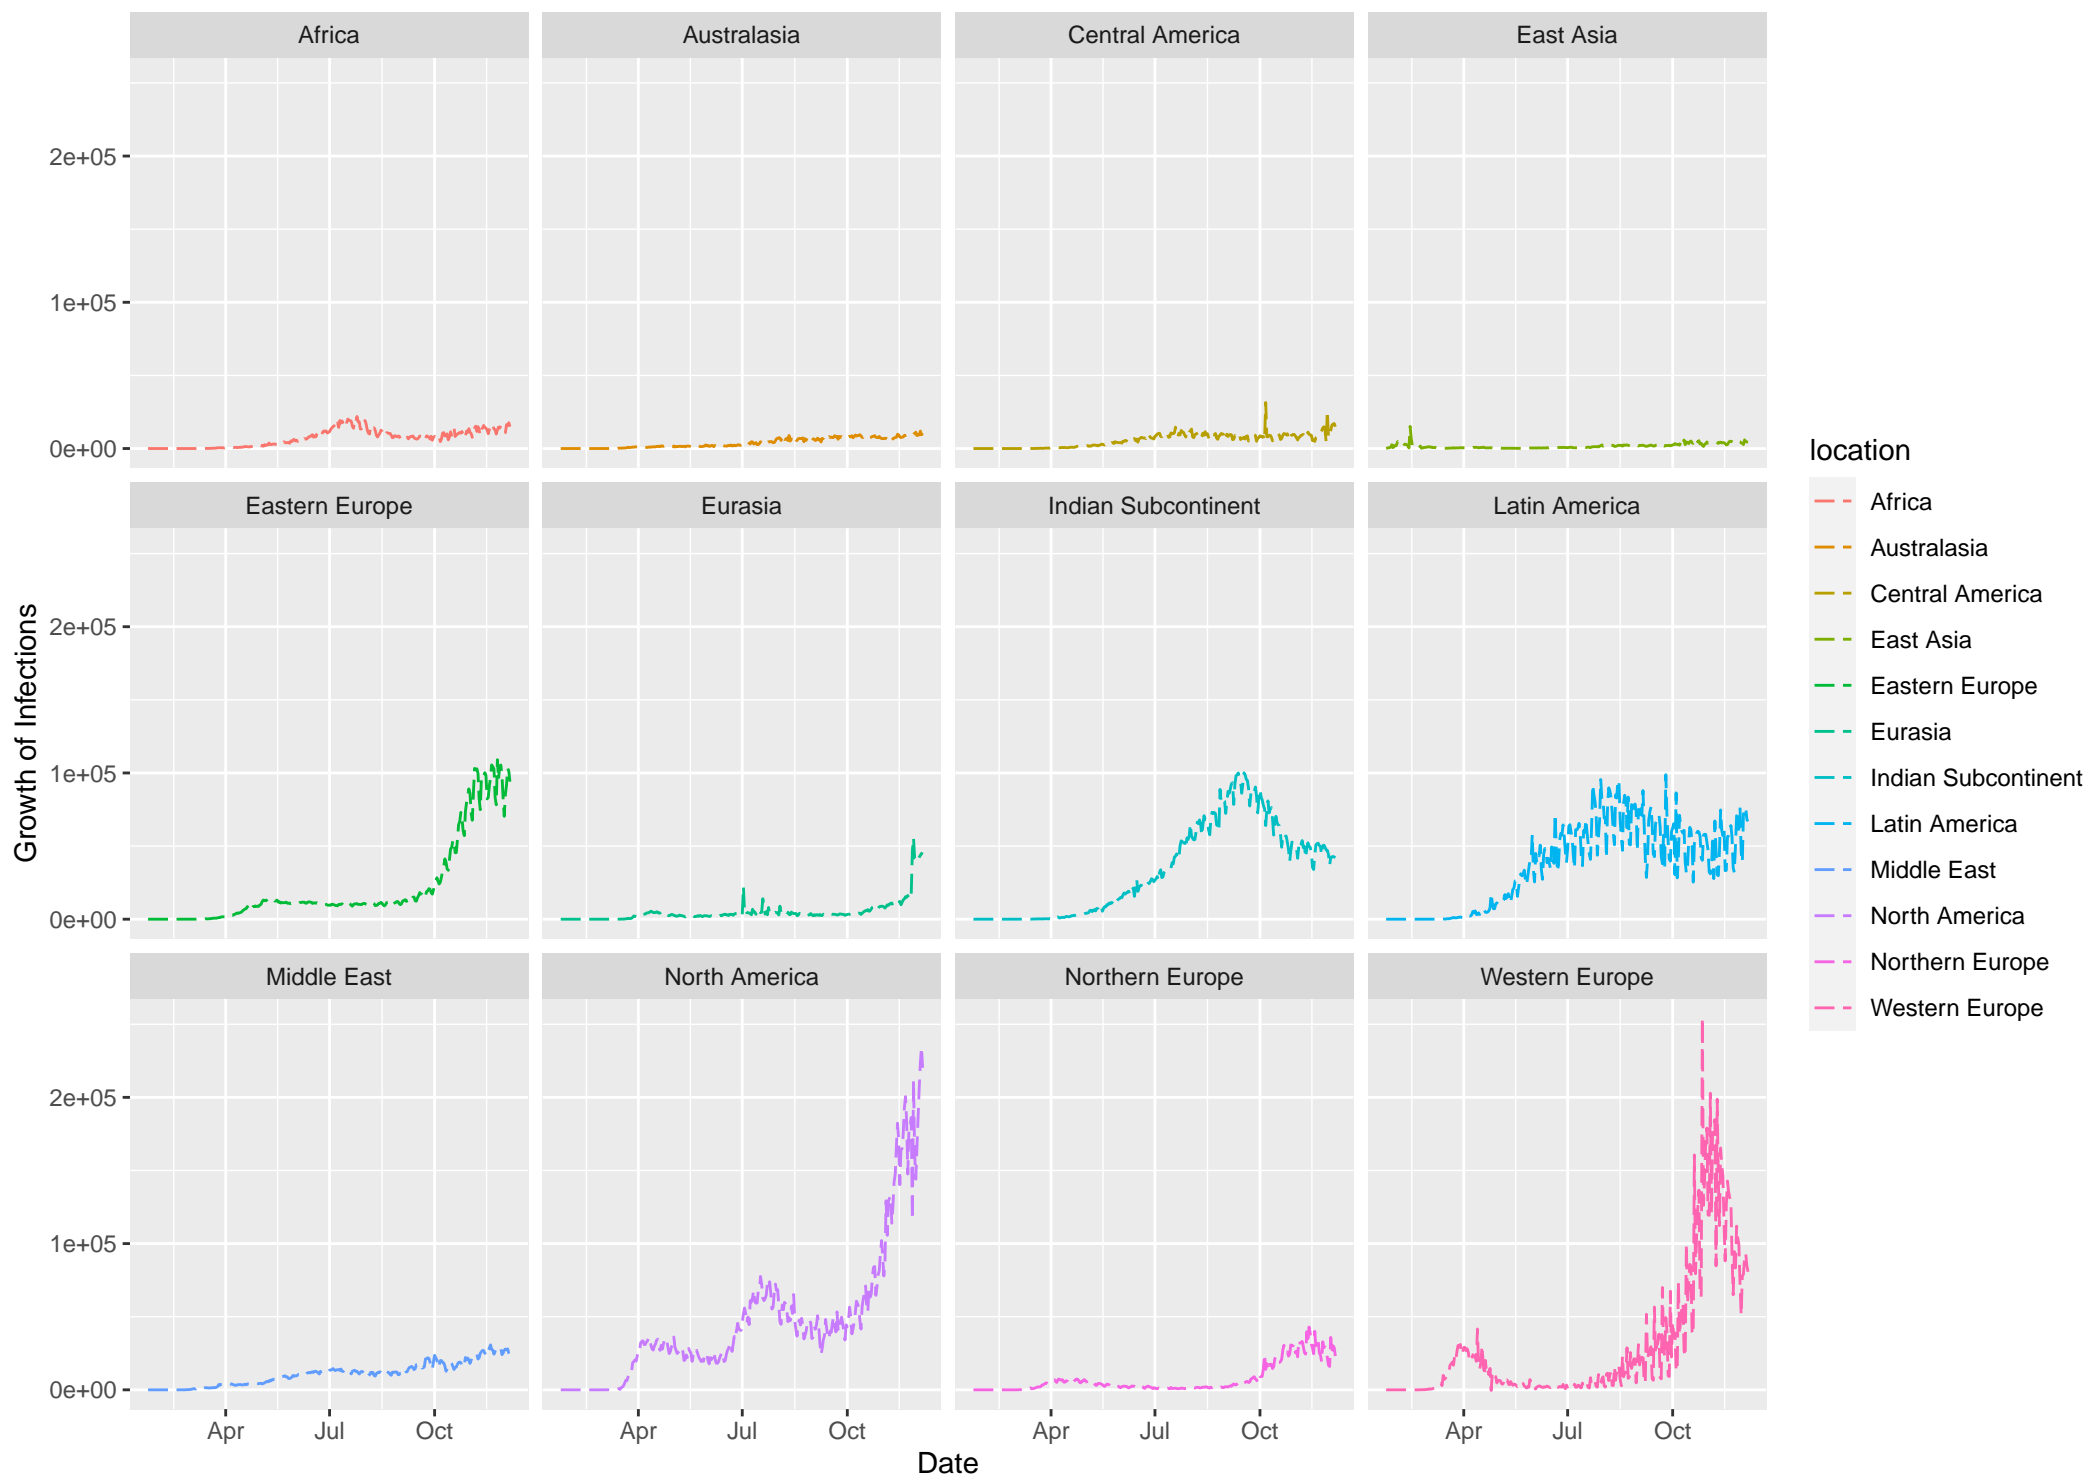 Africa
Australasia
Central America
East Asia
2e+05
1e+05
0e+00
Eastern Europe
Eurasia
Indian Subcontinent
Latin America
2e+05
1e+05
0e+00
Middle East
North America
Northern Europe
Western Europe
2e+05
1e+05
0e+00
Apr Jul Oct
Apr Jul Oct
Apr Jul Oct
Apr Jul Oct
Date
Growth of Infections
location
Africa
Australasia
Central America
East Asia
Eastern Europe
Eurasia
Indian Subcontinent
Latin America
Middle East
North America
Northern Europe
Western Europe